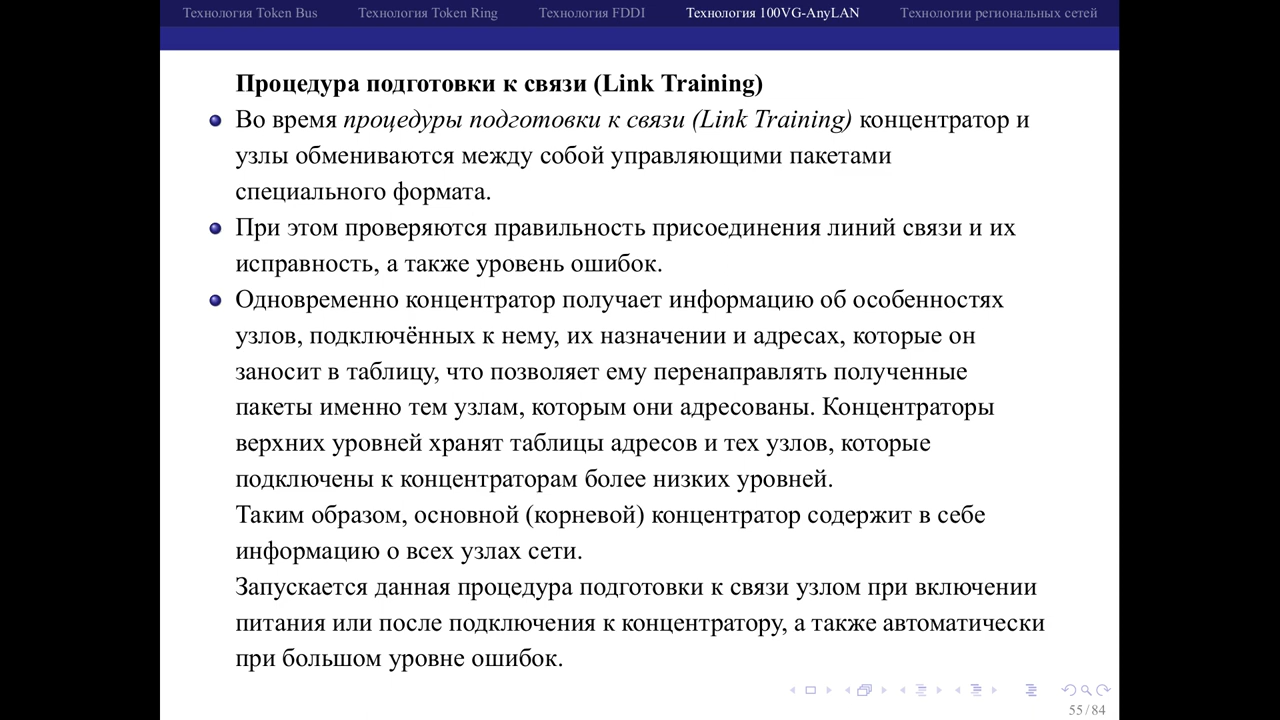 Технология Token Bus Технология Token Ring Технология FDDI Технология 100VG-AnyLAN Технологии региональных сетей
Процедура подготовки к связи (Link Training)
Во время процедуры подготовки к связи (Link Training) концентратор и
узлы обмениваются между собой управляющими пакетами
специального формата.
При этом проверяются правильность присоединения линий связи и их
исправность, а также уровень ошибок.
Одновременно концентратор получает информацию об особенностях
узлов, подключённых к нему, их назначении и адресах, которые он
заносит в таблицу, что позволяет ему перенаправлять полученные
пакеты именно тем узлам, которым они адресованы. Концентраторы
верхних уровней хранят таблицы адресов и тех узлов, которые
подключены к концентраторам более низких уровней.
Таким образом, основной (корневой) концентратор содержит в себе
информацию о всех узлах сети.
Запускается данная процедура подготовки к связи узлом при включении
питания или после подключения к концентратору, а также автоматически
при большом уровне ошибок.
55 / 84